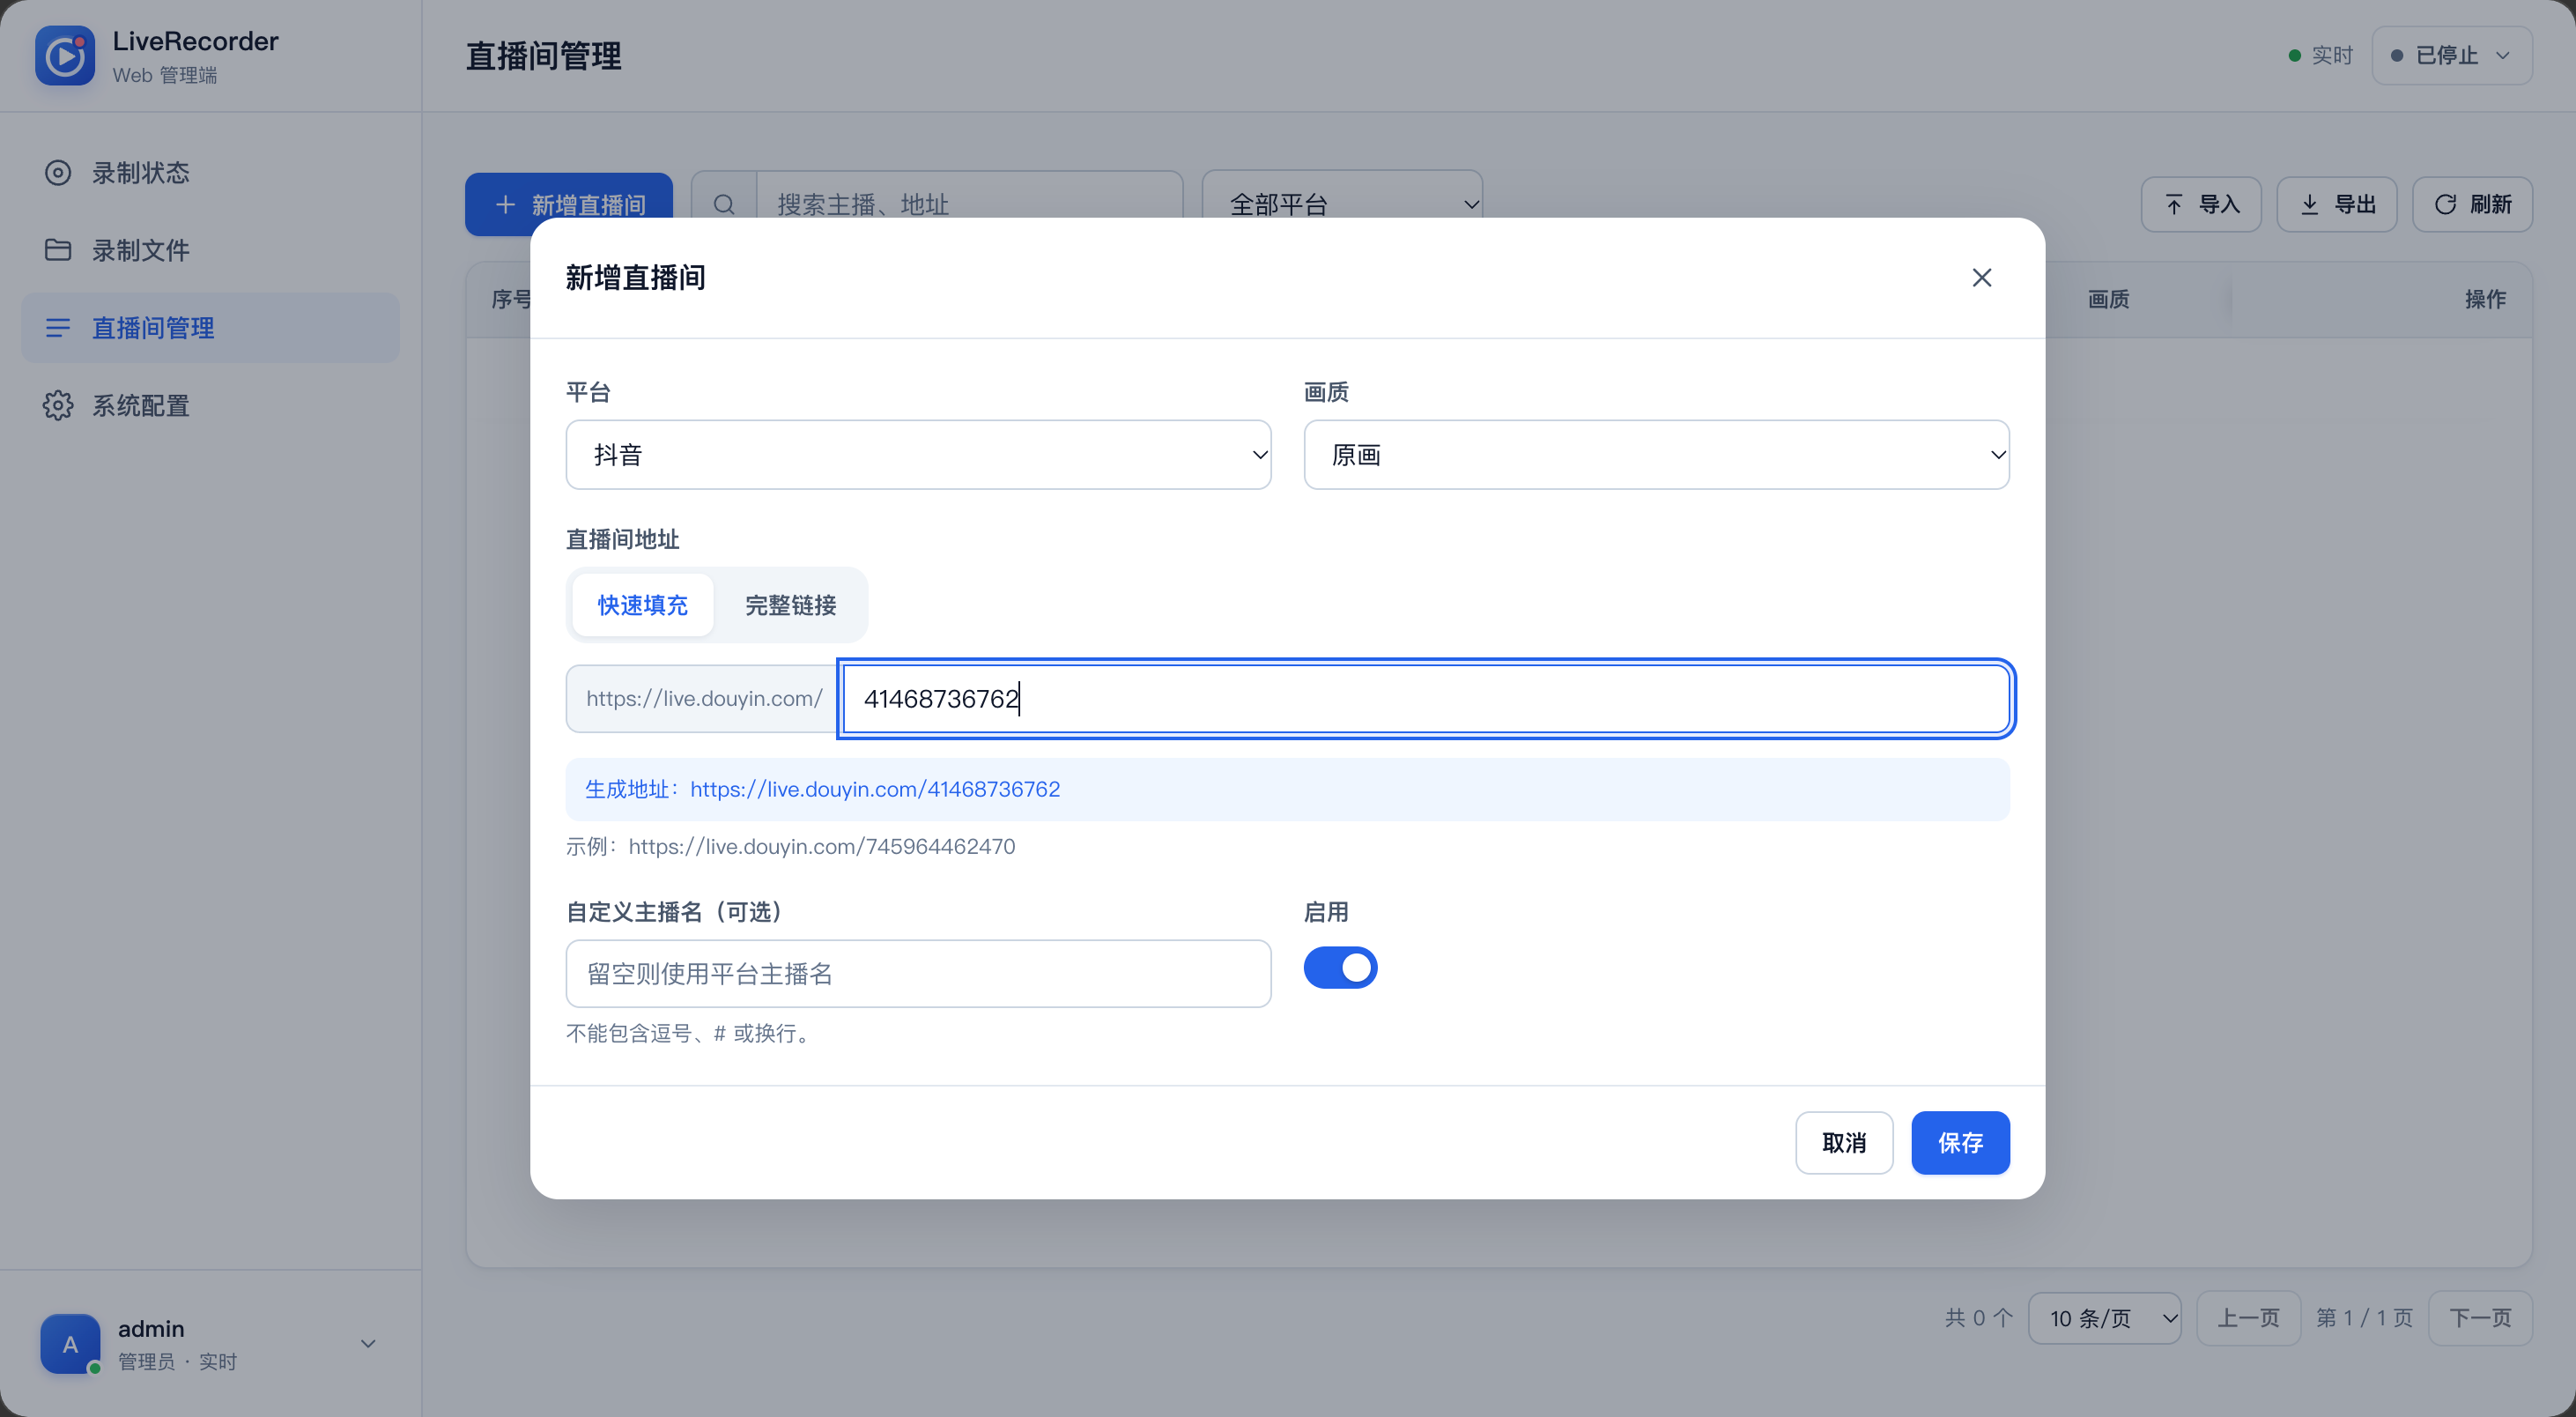 LiveRecorder
Web 管理端
直播间管理
实时
已停止
录制状态
录制文件
直播间管理
系统配置
新增直播间
搜索主播、地址
全部平台
导入
导出
刷新
序号
画质
操作
新增直播间
平台
画质
抖音
原画
直播间地址
快速填充
完整链接
https://live.douyin.com/
41468736762
生成地址：https://live.douyin.com/41468736762
示例：https://live.douyin.com/745964462470
自定义主播名（可选）
启用
留空则使用平台主播名
不能包含逗号、# 或换行。
取消
保存
共 0 个
10 条/页
上一页
第 1 / 1 页
下一页
A
admin
管理员 · 实时